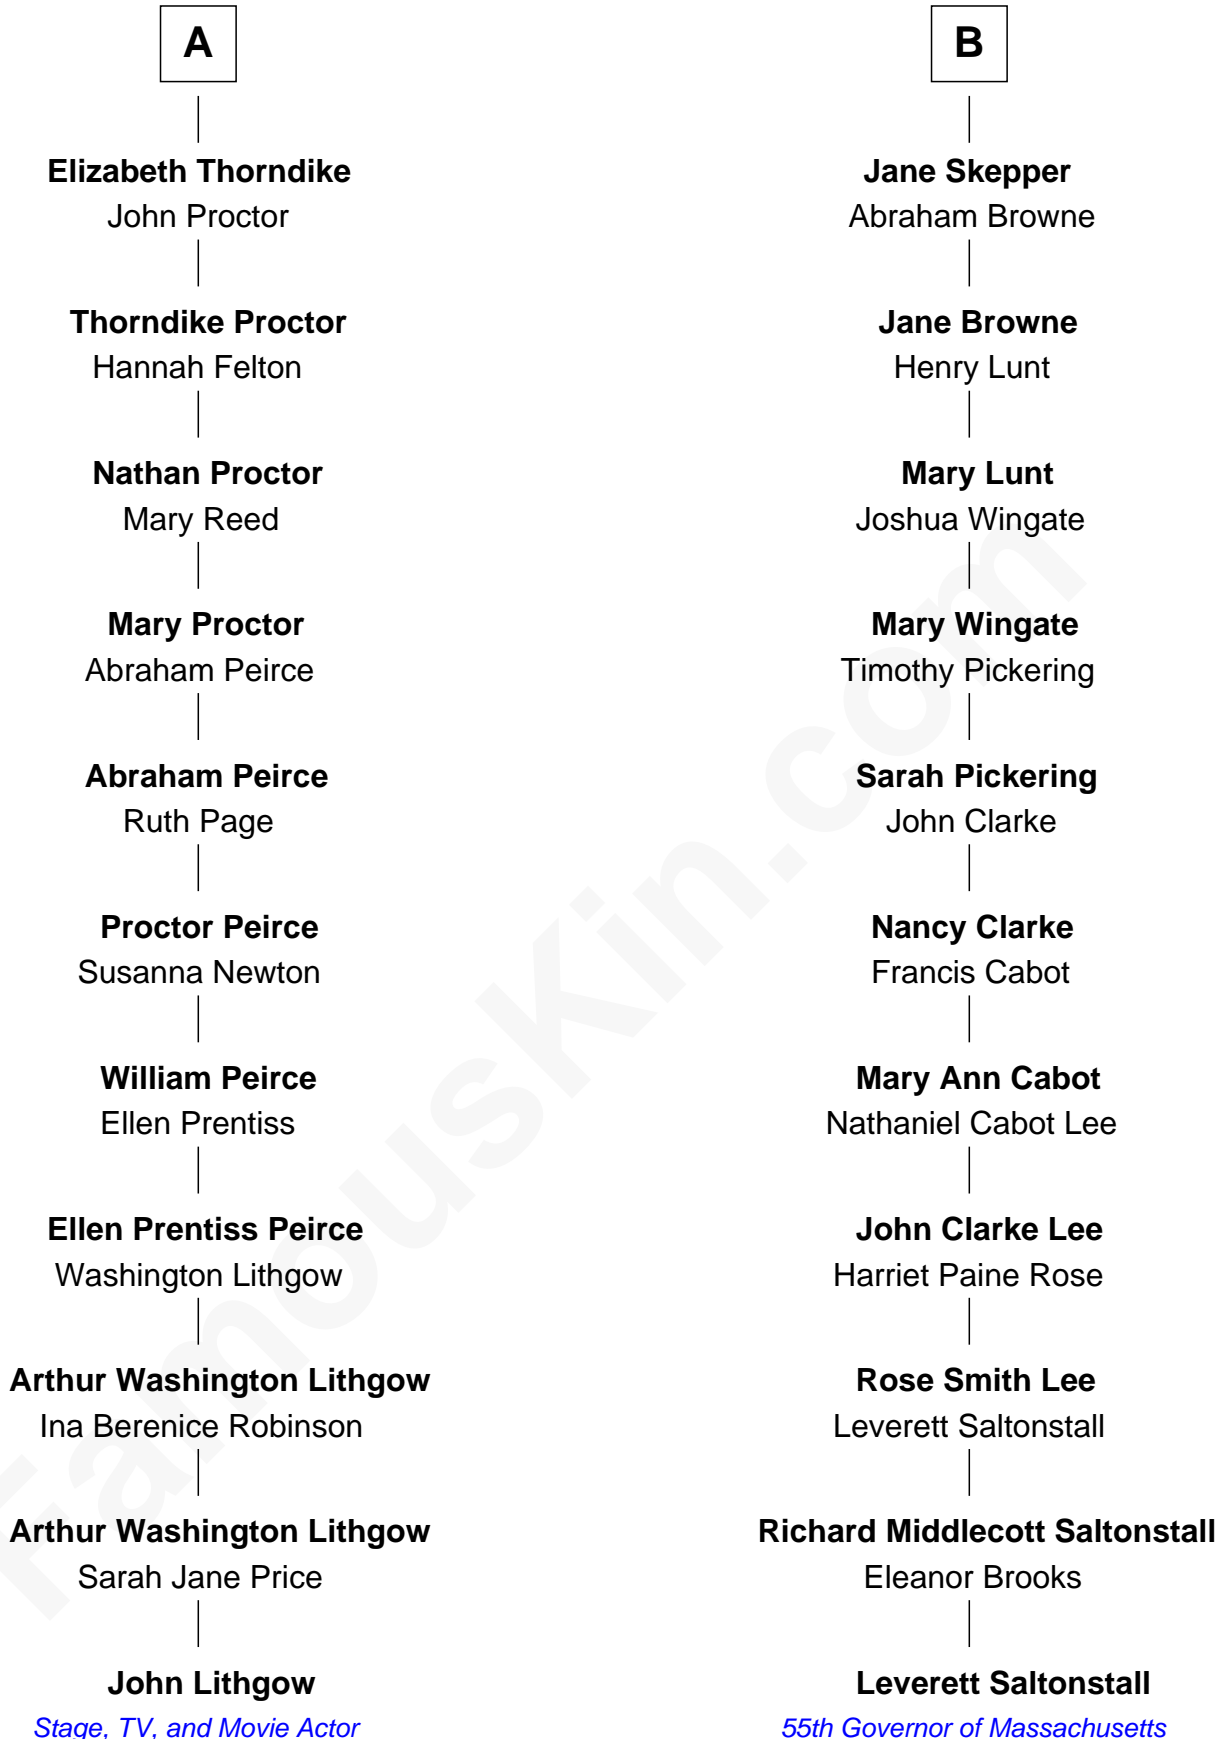 A
Elizabeth Thorndike
John Proctor
Thorndike Proctor
Hannah Felton
Nathan Proctor
Mary Reed
Mary Proctor
Abraham Peirce
Abraham Peirce
Ruth Page
Proctor Peirce
Susanna Newton
William Peirce
Ellen Prentiss
Ellen Prentiss Peirce
Washington Lithgow
Arthur Washington Lithgow
Ina Berenice Robinson
Arthur Washington Lithgow
Sarah Jane Price
John Lithgow
Stage, TV, and Movie Actor
B
Jane Skepper
Abraham Browne
Jane Browne
Henry Lunt
Mary Lunt
Joshua Wingate
Mary Wingate
Timothy Pickering
Sarah Pickering
John Clarke
Nancy Clarke
Francis Cabot
Mary Ann Cabot
Nathaniel Cabot Lee
John Clarke Lee
Harriet Paine Rose
Rose Smith Lee
Leverett Saltonstall
Richard Middlecott Saltonstall
Eleanor Brooks
Leverett Saltonstall
55th Governor of Massachusetts
FamousKin.com